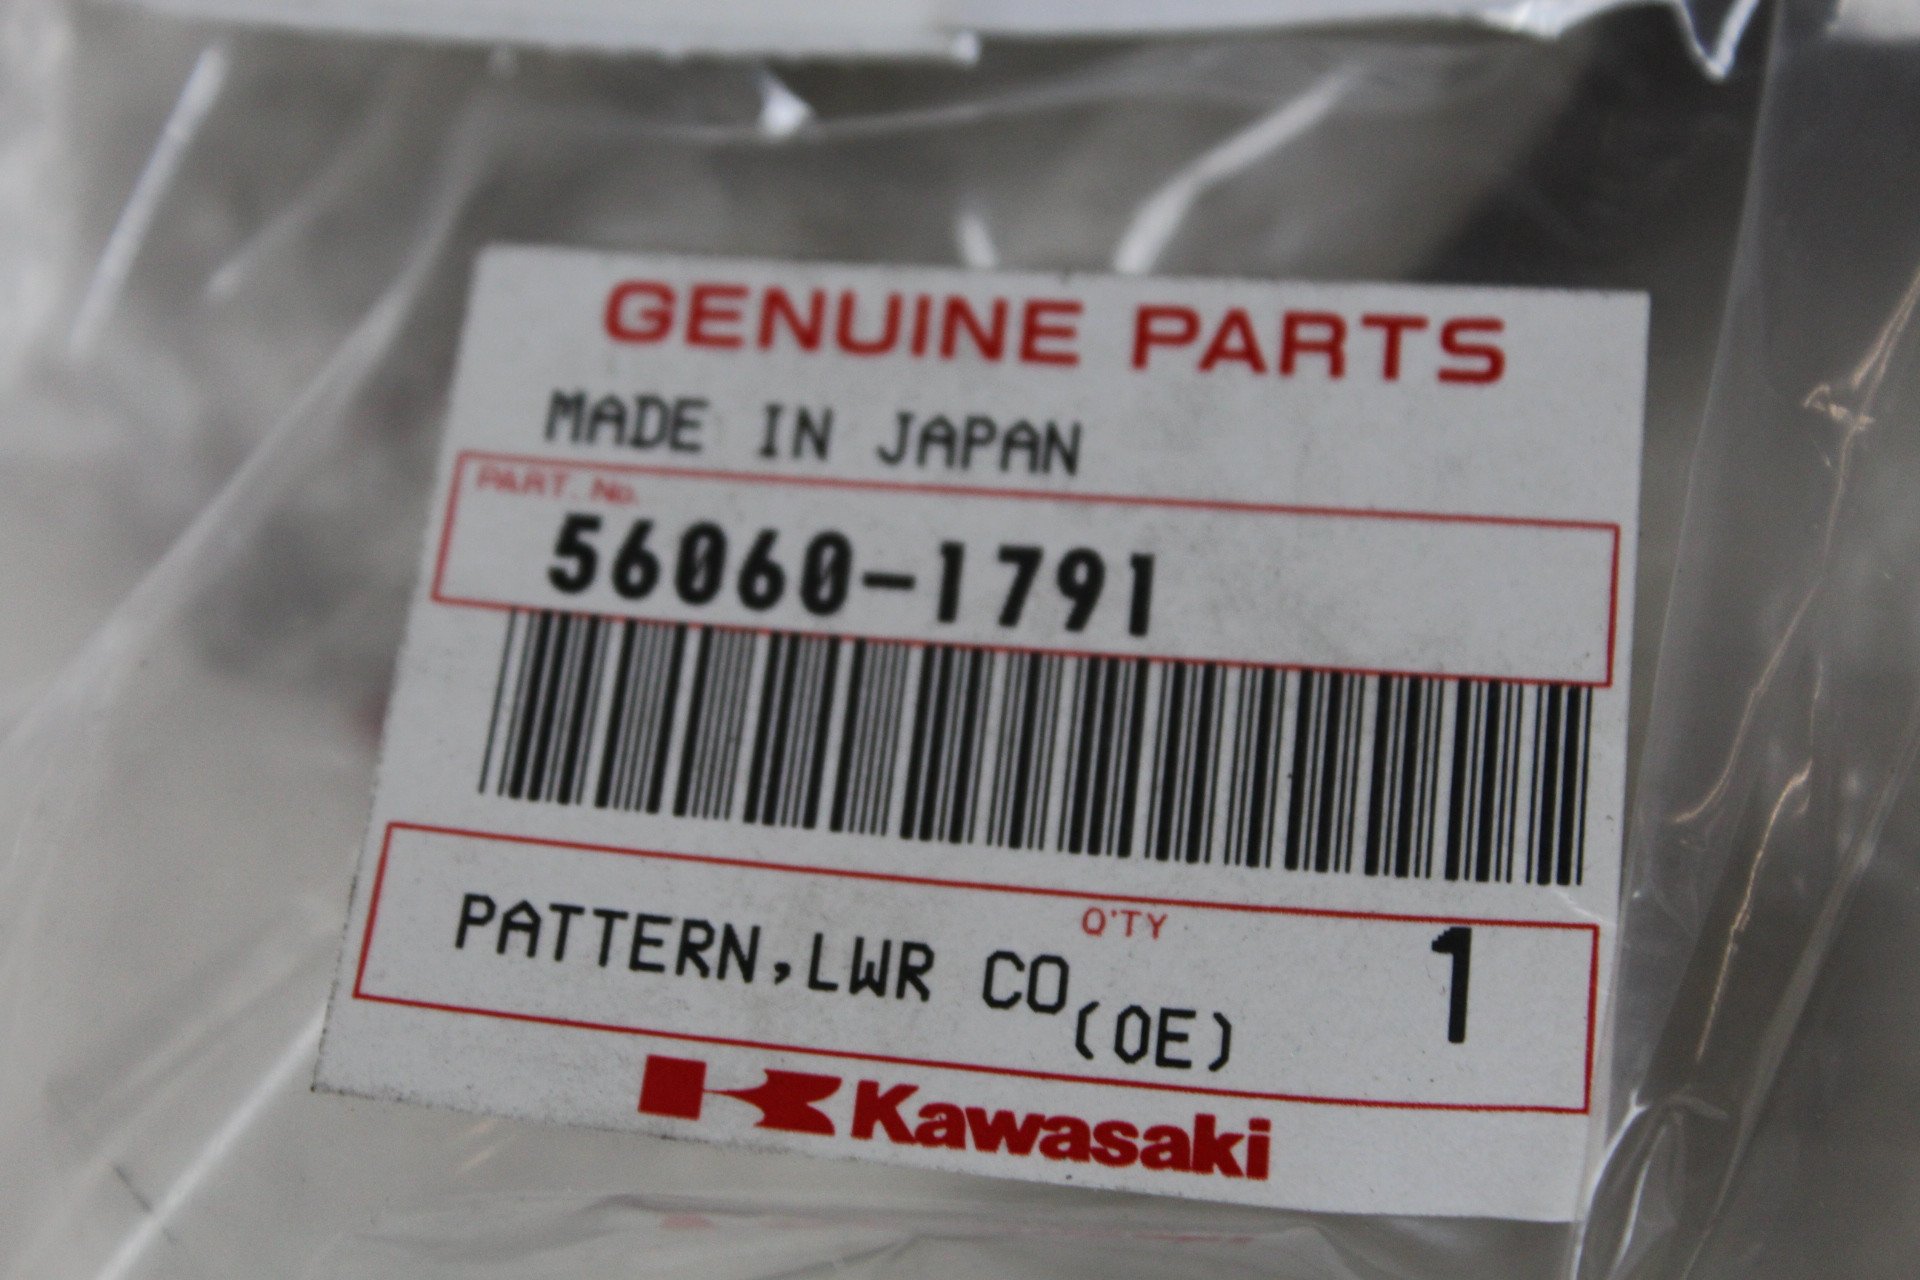 GENUINE PARTS
MADE IN JAPAN
PART. No.
56060-1791
Q'TY
PATTERN,LWR CO(OE) 1
Kawasaki